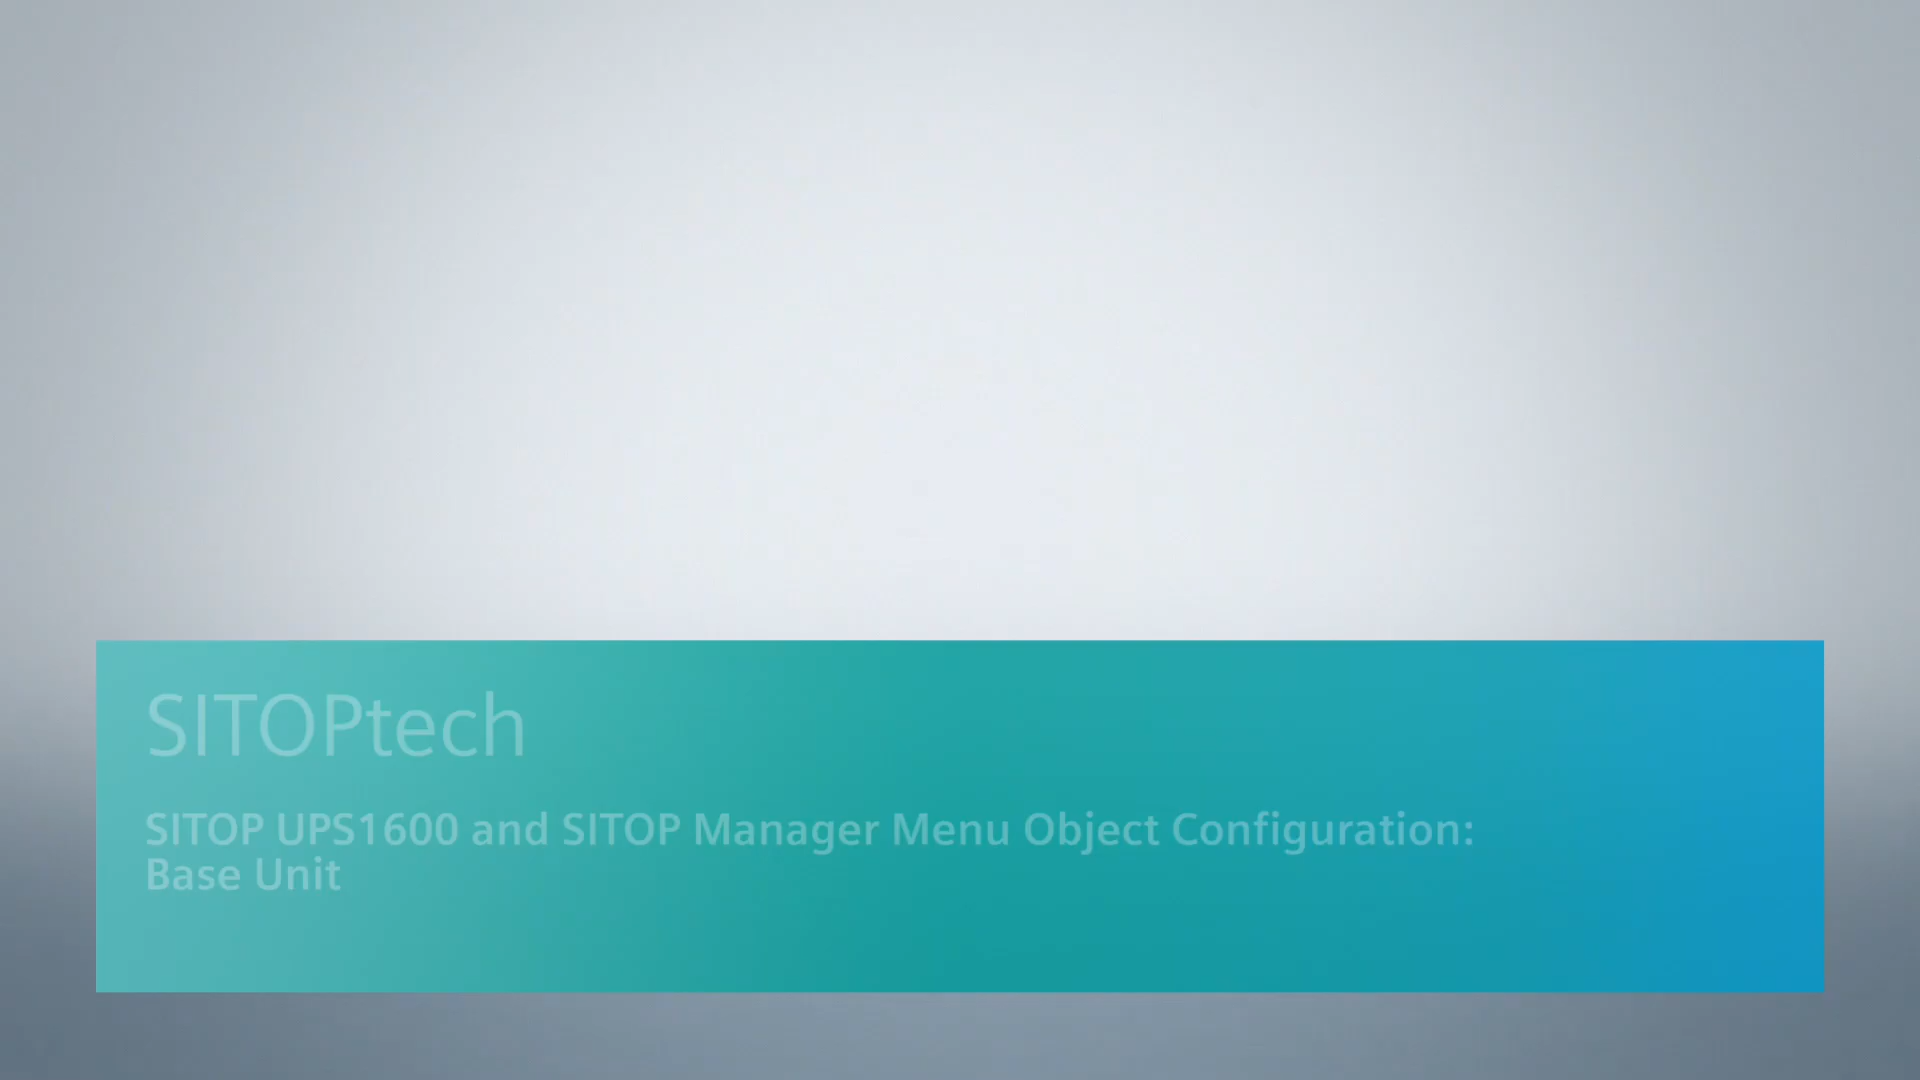 SITOPtech
SITOP UPS1600 and SITOP Manager Menu Object Configuration:
Base Unit